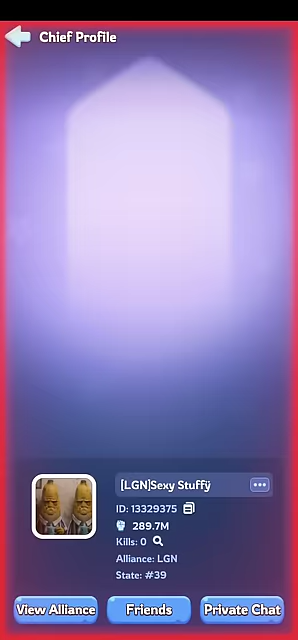 Chief Profile
[LGN]Sexy Stuffÿ
ID: 13329375
289.7M
Kills: 0
Alliance: LGN
State: #39
View Alliance
Friends
Private Chat